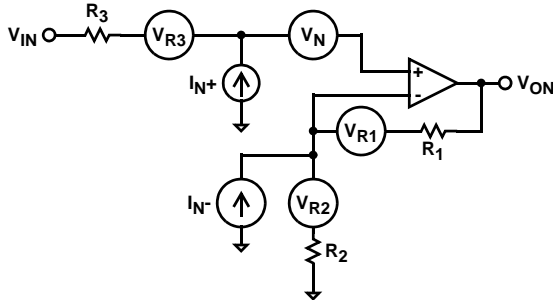 R3
VIN
VR3
VN
IN+
+
-
VON
VR1
R1
IN-
VR2
R2